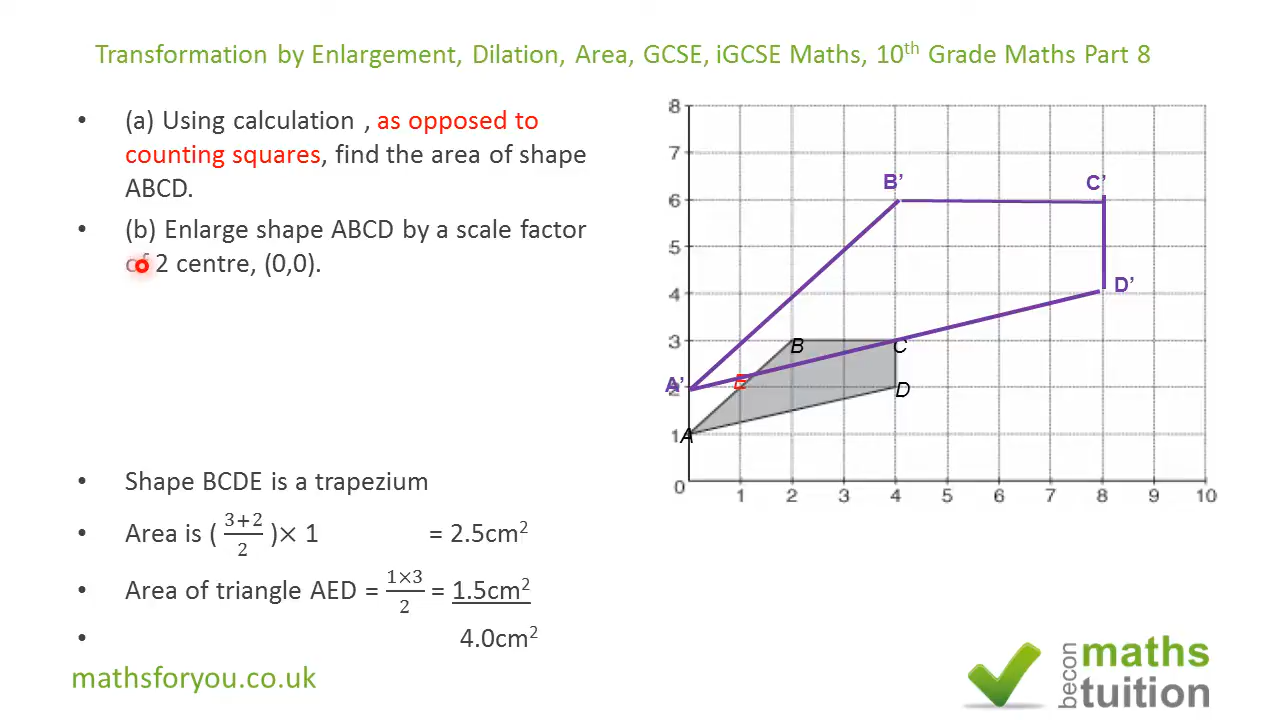 Transformation by Enlargement, Dilation, Area, GCSE, iGCSE Maths, 10th Grade Maths Part 8
• (a) Using calculation , as opposed to
counting squares, find the area of shape
ABCD.
• (b) Enlarge shape ABCD by a scale factor
of 2 centre, (0,0).
• Shape BCDE is a trapezium
• Area is ( 3+2/2 )× 1 = 2.5cm²
• Area of triangle AED = 1×3/2 = 1.5cm²
• 4.0cm²
mathsforyou.co.uk
8
7
B' C'
6
5
4 D'
3 B C
A' 2 E D
1 A
0 1 2 3 4 5 6 7 8 9 10
becon
maths
tuition